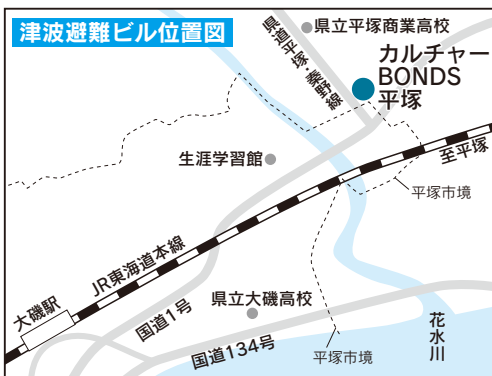 津波避難ビル位置図
県立平塚商業高校
県道平塚・秦野線
カルチャー
BONDS
平塚
生涯学習館
至平塚
平塚市境
JR東海道本線
大磯駅
国道1号
県立大磯高校
国道134号
平塚市境
花水川